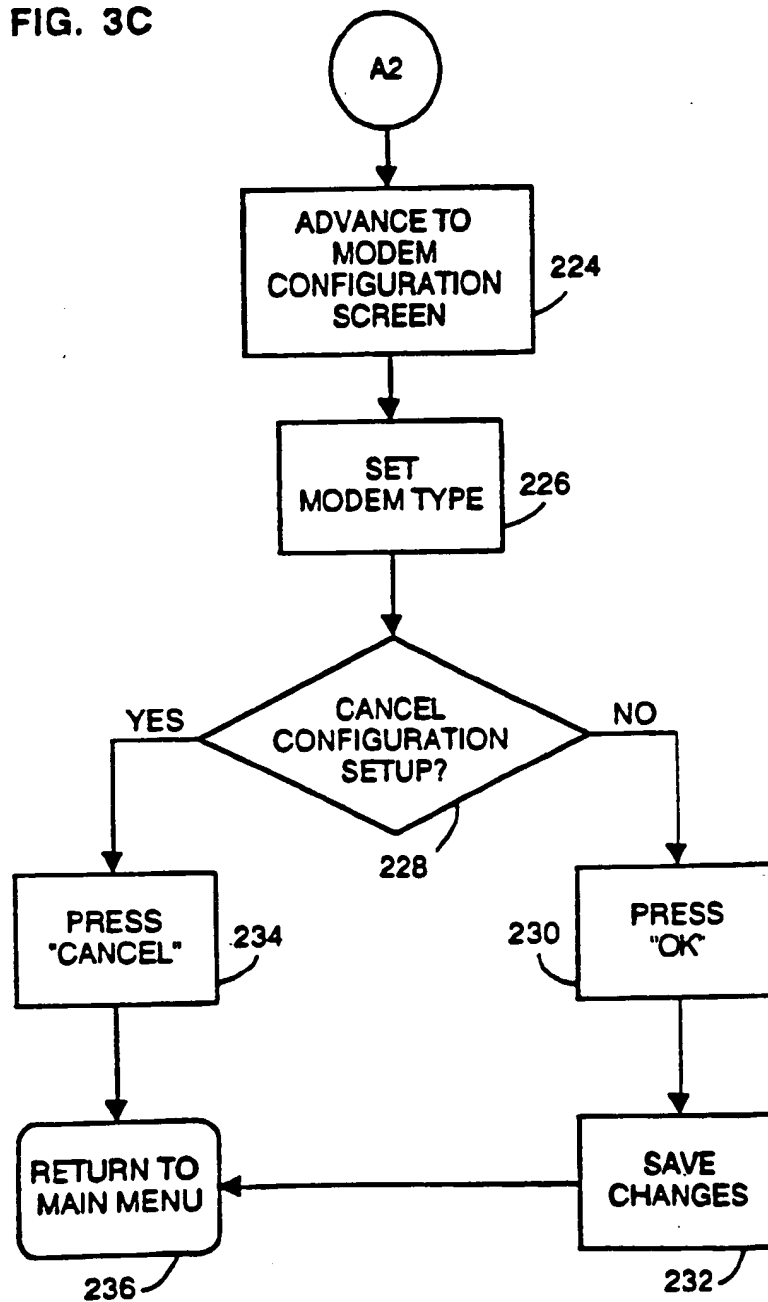 FIG. 3C
A2
ADVANCE TO
MODEM
CONFIGURATION
SCREEN
224
SET
MODEM TYPE
226
CANCEL
CONFIGURATION
SETUP?
228
YES
NO
PRESS
"CANCEL"
234
PRESS
"OK"
230
RETURN TO
MAIN MENU
236
SAVE
CHANGES
232